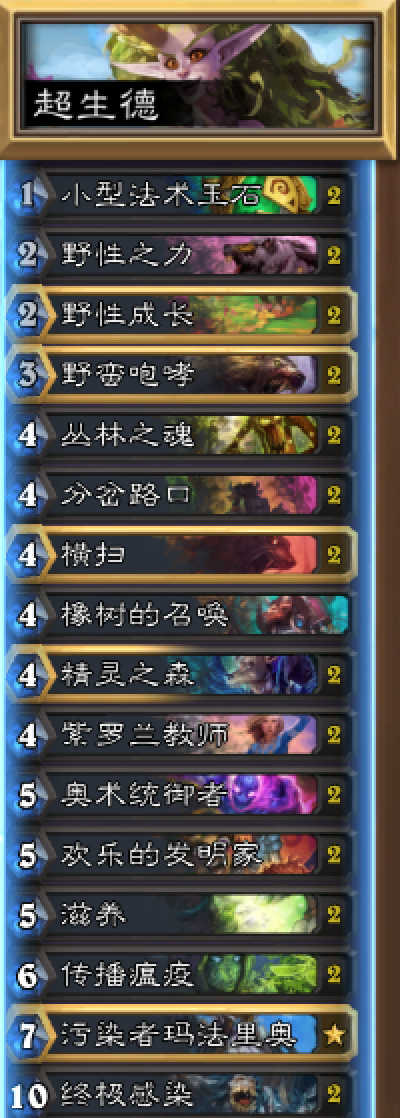 超生德
1 小型法术玉石 2
2 野性之力 2
2 野性成长 2
3 野蛮咆哮 2
4 丛林之魂 2
4 分岔路口 2
4 横扫 2
4 橡树的召唤
4 精灵之森 2
4 紫罗兰教师 2
5 奥术统御者 2
5 欢乐的发明家 2
5 滋养 2
6 传播瘟疫 2
7 污染者玛法里奥
10 终极感染 2